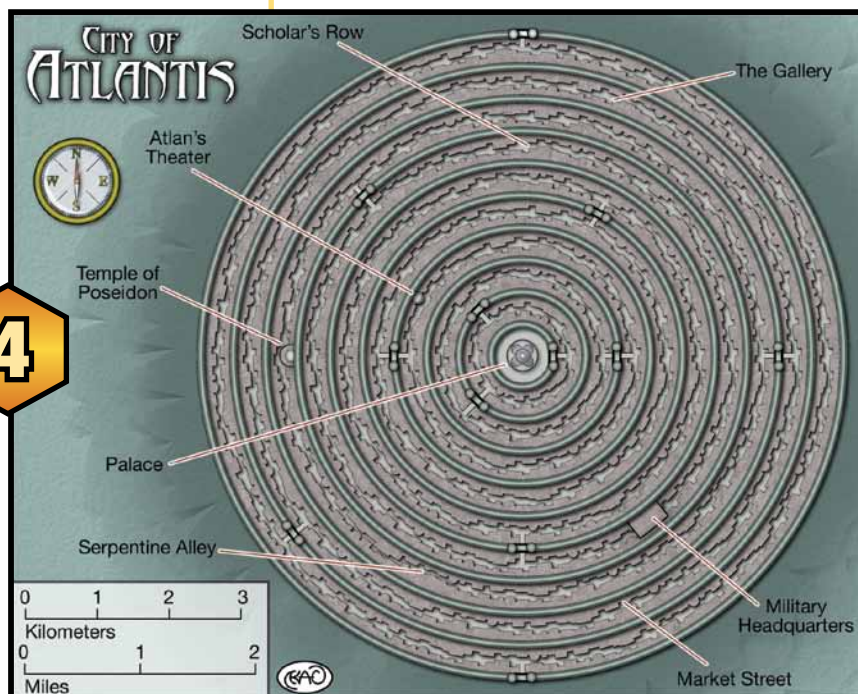 CITY OF
ATLANTIS
Scholar's Row
The Gallery
Atlan's
Theater
N
W E
S
Temple of
Poseidon
4
Palace
Serpentine Alley
Military
Headquarters
Market Street
0 1 2 3
Kilometers
0 1 2
Miles